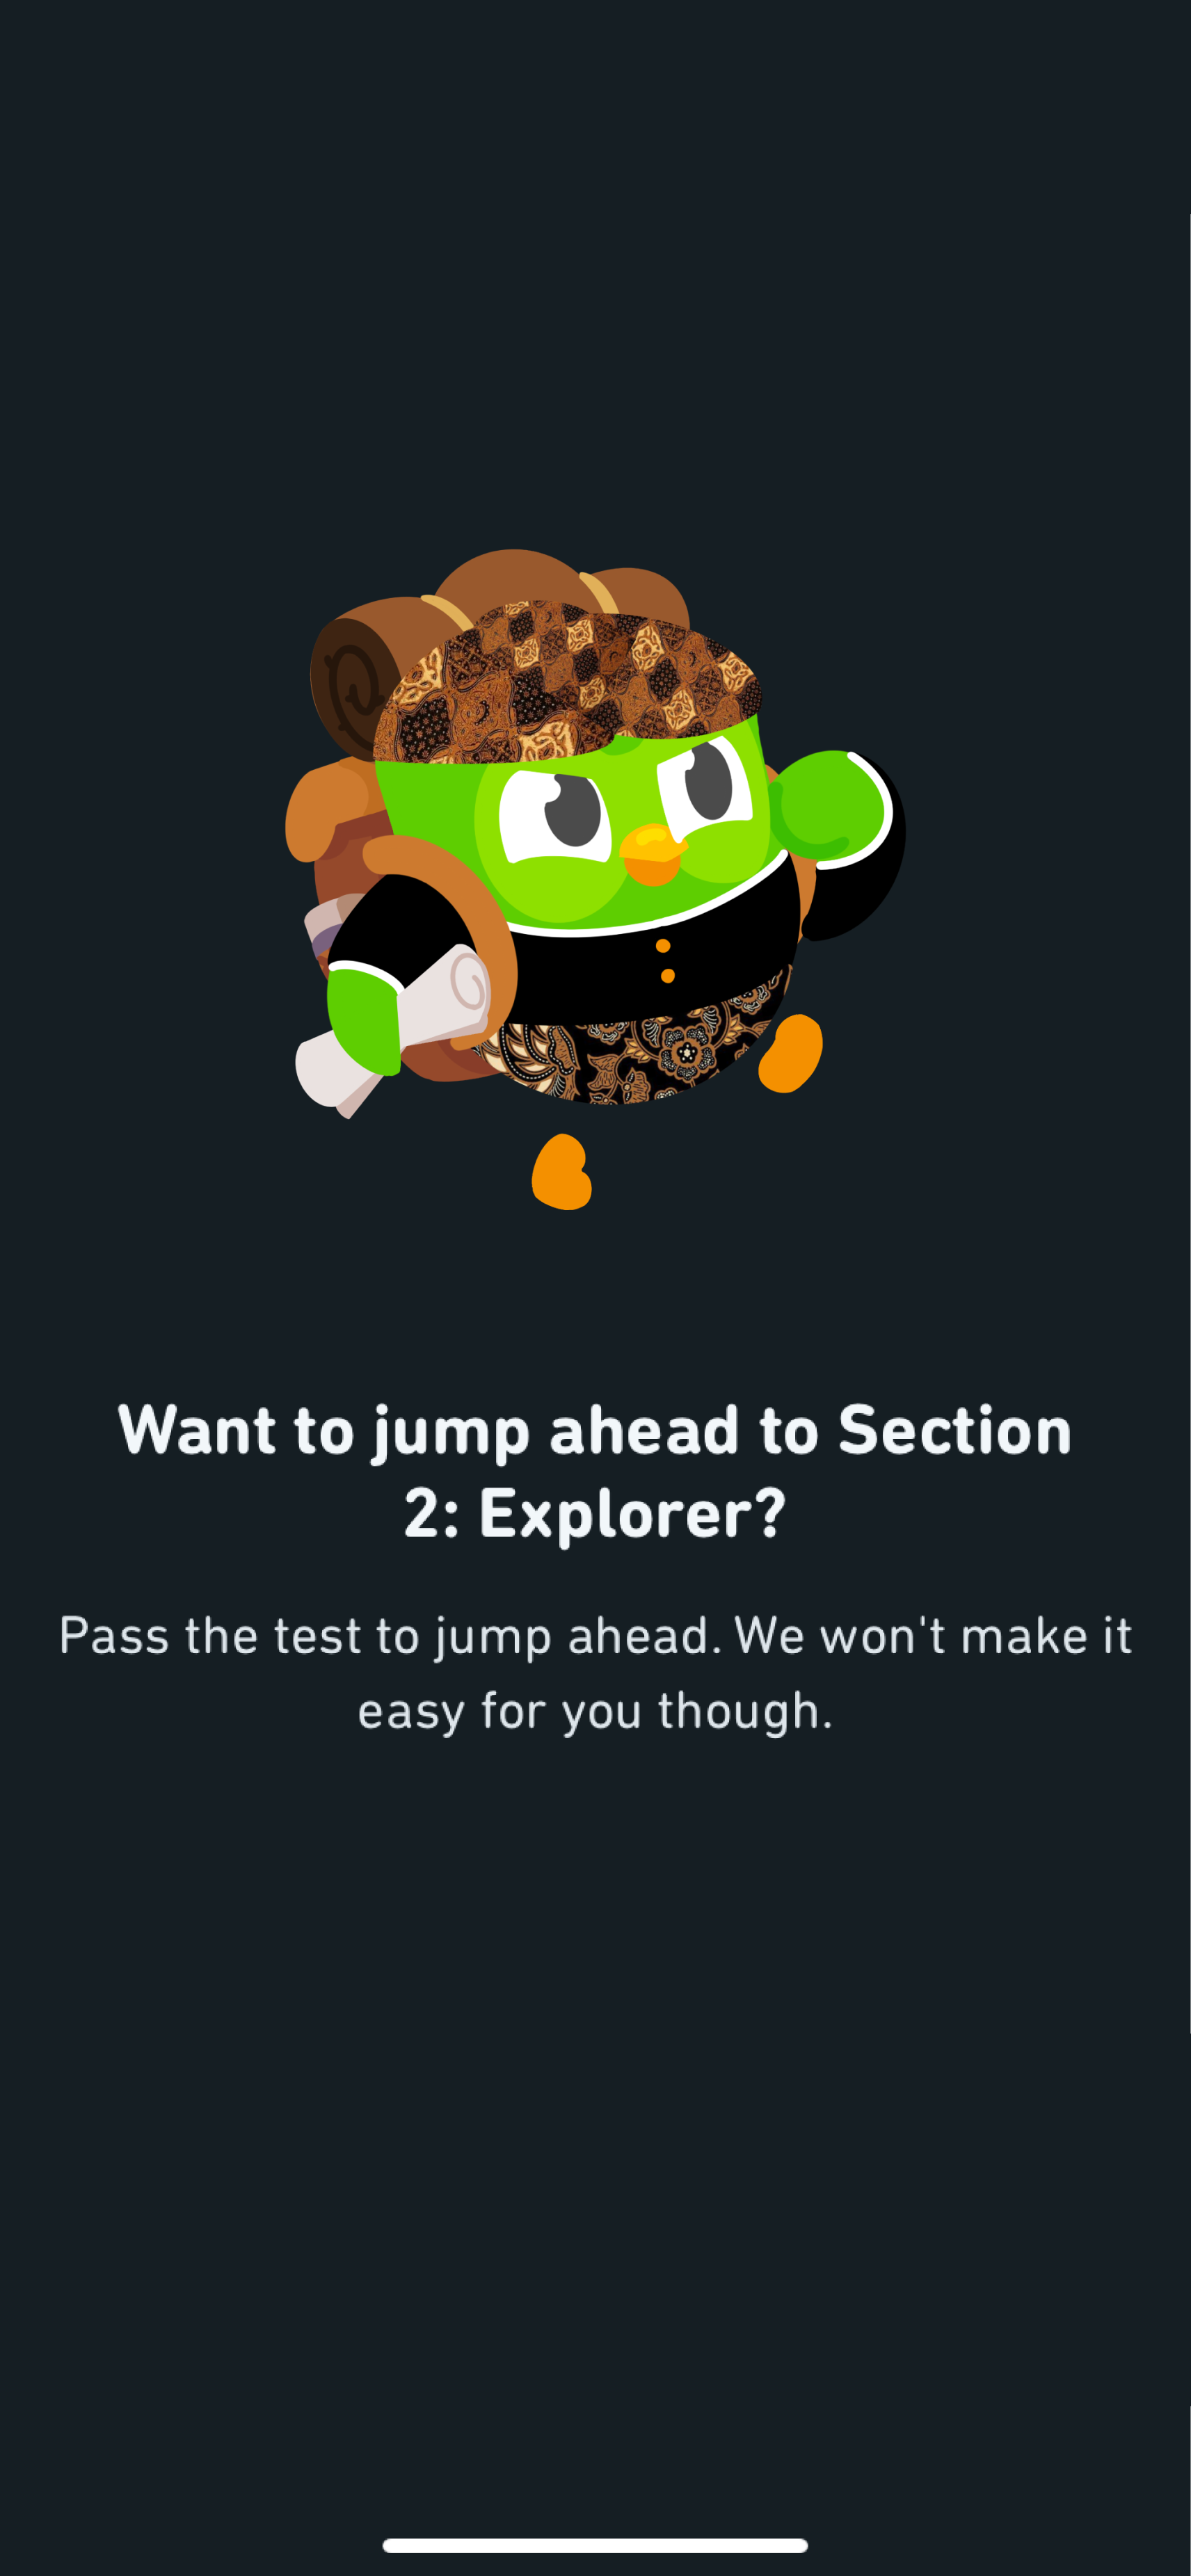 Want to jump ahead to Section
2: Explorer?
Pass the test to jump ahead. We won't make it
easy for you though.